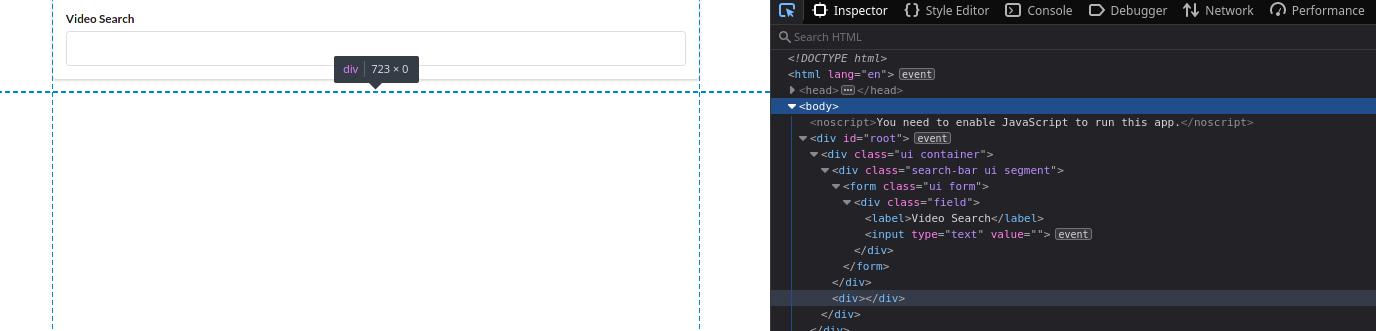 Video Search
div 723 × 0
Inspector Style Editor Console Debugger Network Performance
Search HTML
<!DOCTYPE html>
<html lang="en"> event
<head> ••• </head>
<body>
<noscript>You need to enable JavaScript to run this app.</noscript>
<div id="root"> event
<div class="ui container">
<div class="search-bar ui segment">
<form class="ui form">
<div class="field">
<label>Video Search</label>
<input type="text" value=""> event
</div>
</form>
</div>
<div></div>
</div>
</div>